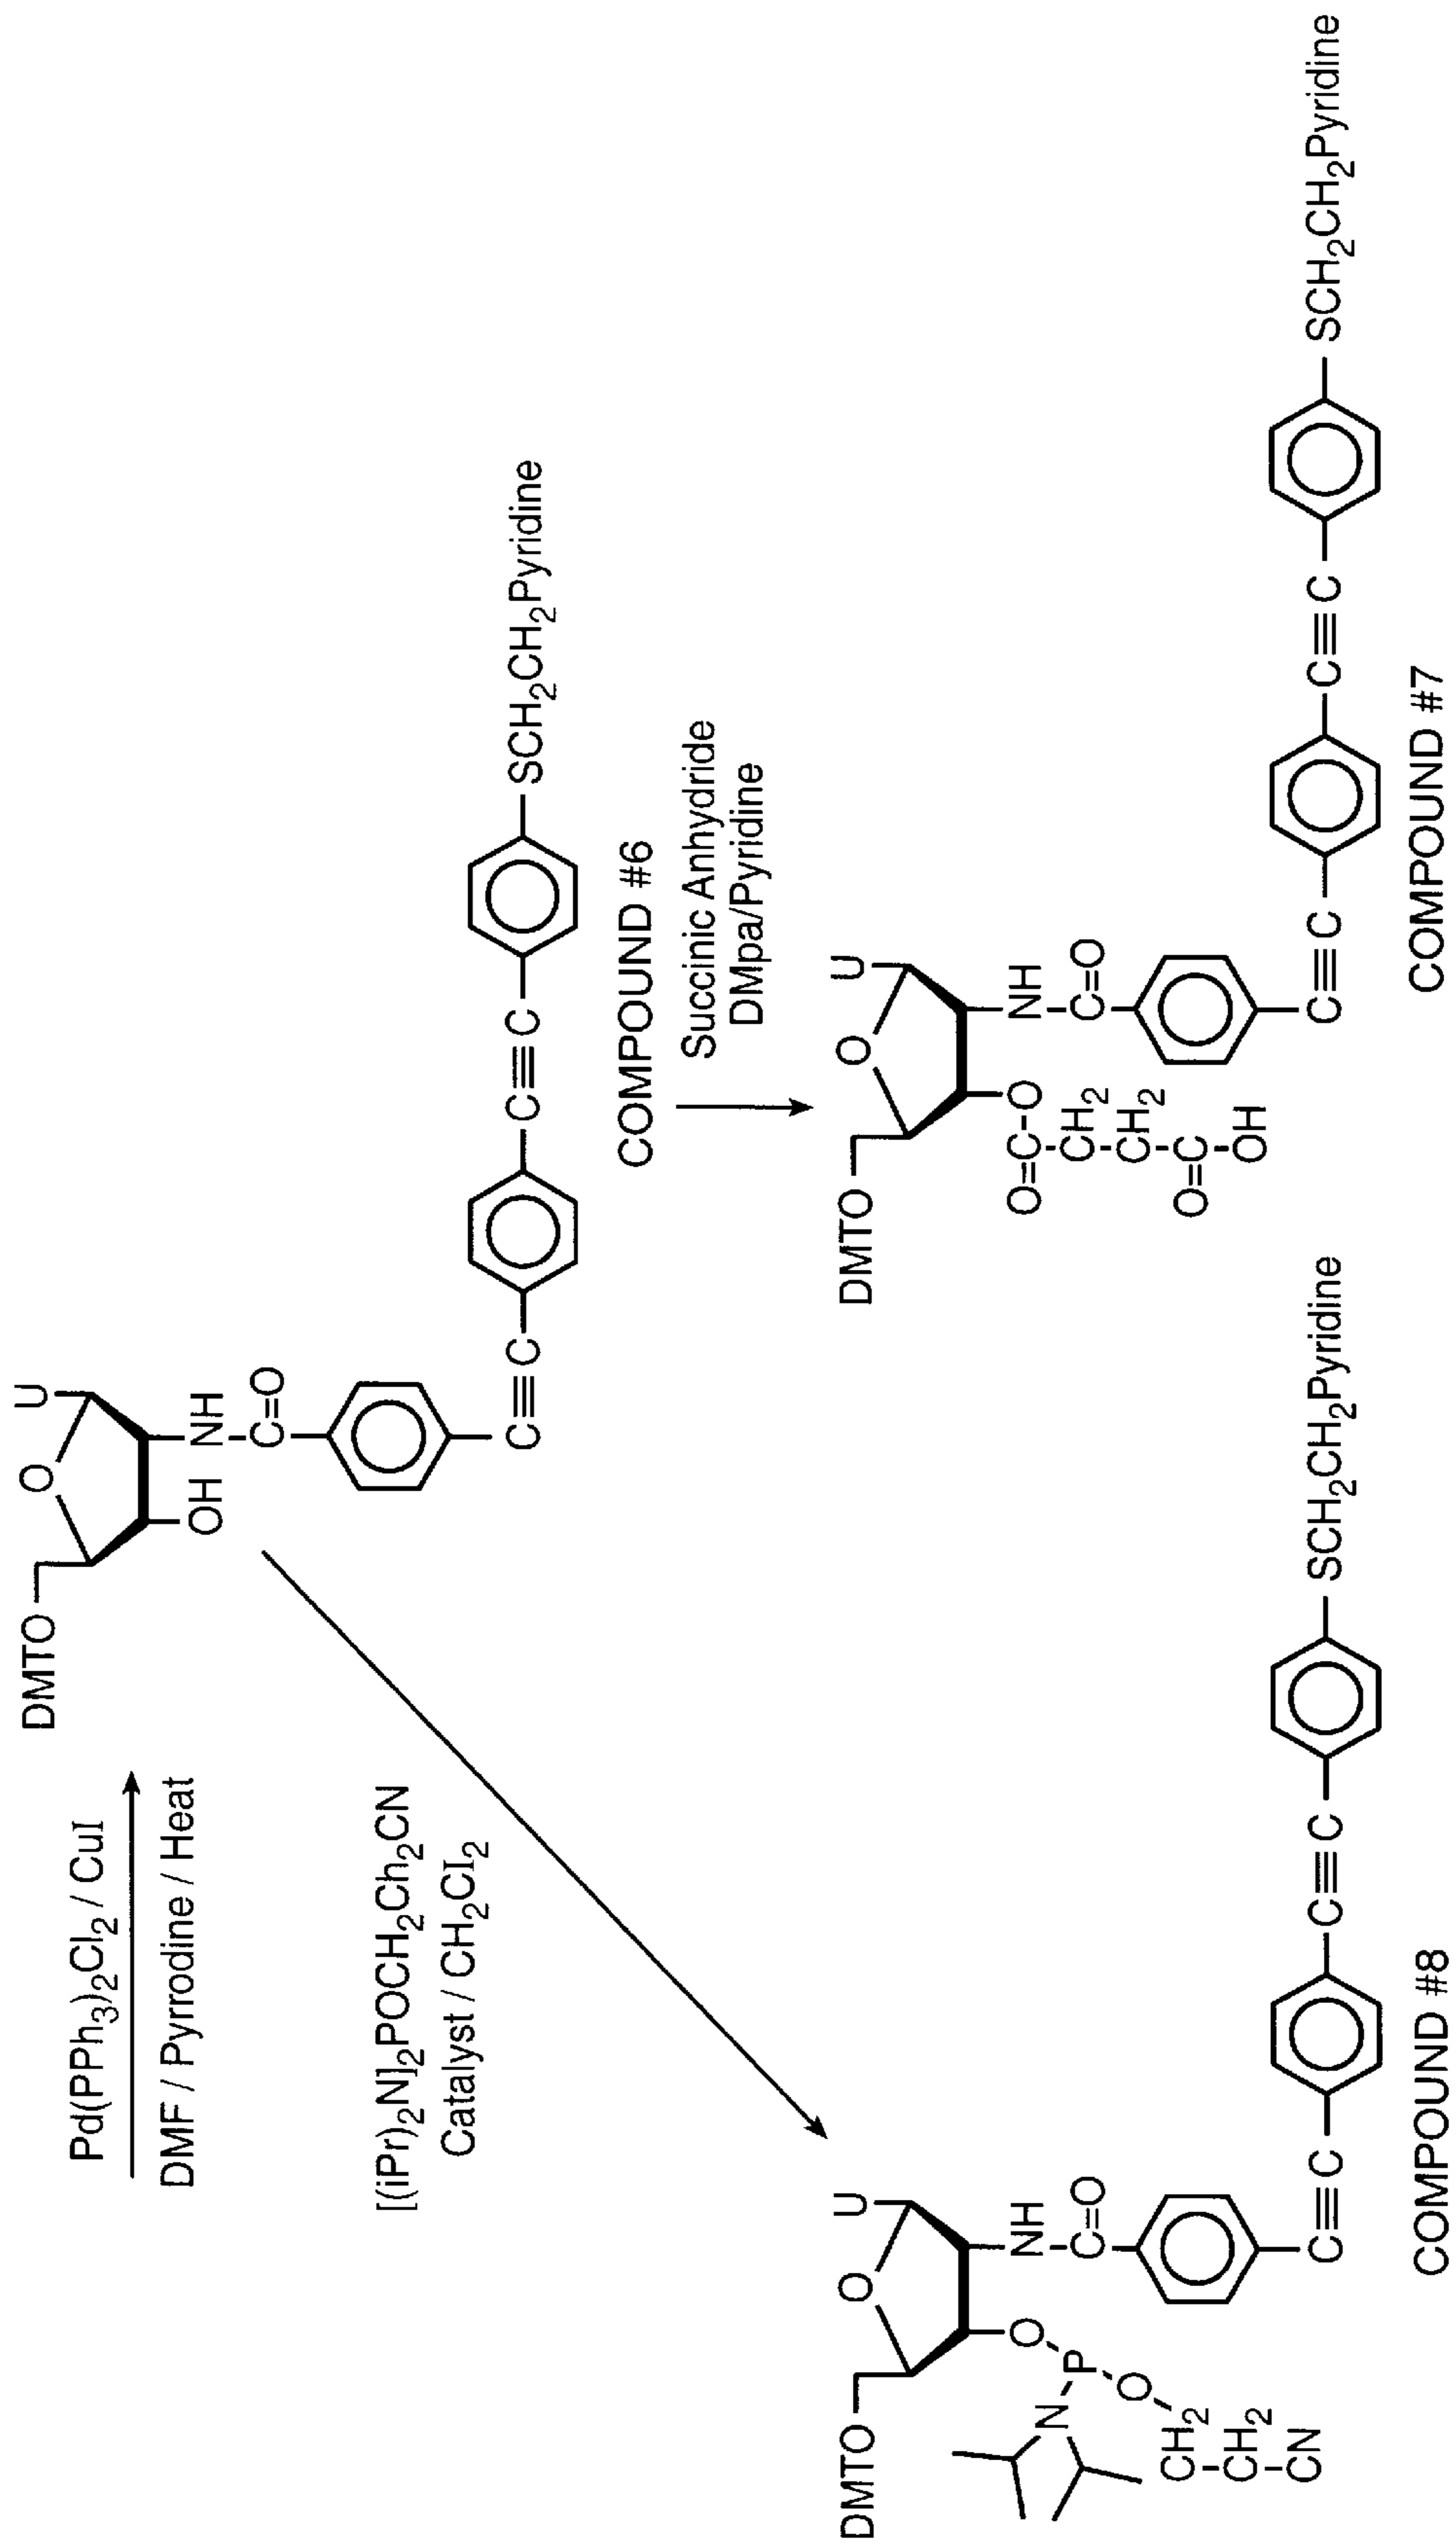 Pd(PPh3)2Cl2 / CuI
DMF / Pyrrodine / Heat
DMTO
O
U
OH
NH
C=O
C≡C
C≡C
SCH2CH2Pyridine
COMPOUND #6
[(iPr)2N]2POCH2Ch2CN
Catalyst / CH2CI2
Succinic Anhydride
DMpa/Pyridine
DMTO
O
U
O
NH
P
C=O
N
O
CH2
CH2
CN
C≡C
C≡C
SCH2CH2Pyridine
COMPOUND #8
DMTO
O
U
O
NH
O=C
C=O
CH2
CH2
O=C
OH
C≡C
C≡C
SCH2CH2Pyridine
COMPOUND #7